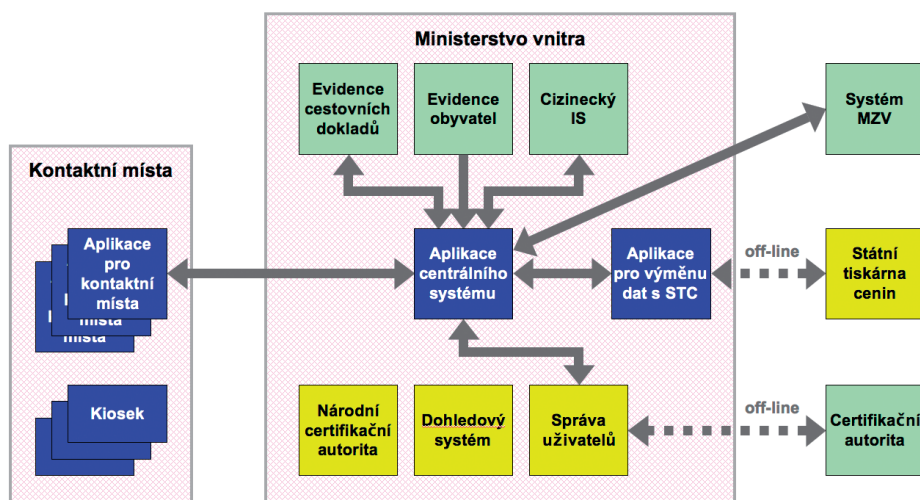 Ministerstvo vnitra
Evidence
cestovních
dokladů
Evidence
obyvatel
Cizinecký
IS
Systém
MZV
Kontaktní místa
Aplikace
pro
kontaktní
místa
místa
místa
Aplikace
centrálního
systému
Aplikace
pro výměnu
dat s STC
off-line
Státní
tiskárna
cenin
Kiosek
Národní
certifikační
autorita
Dohledový
systém
Správa
uživatelů
off-line
Certifikační
autorita